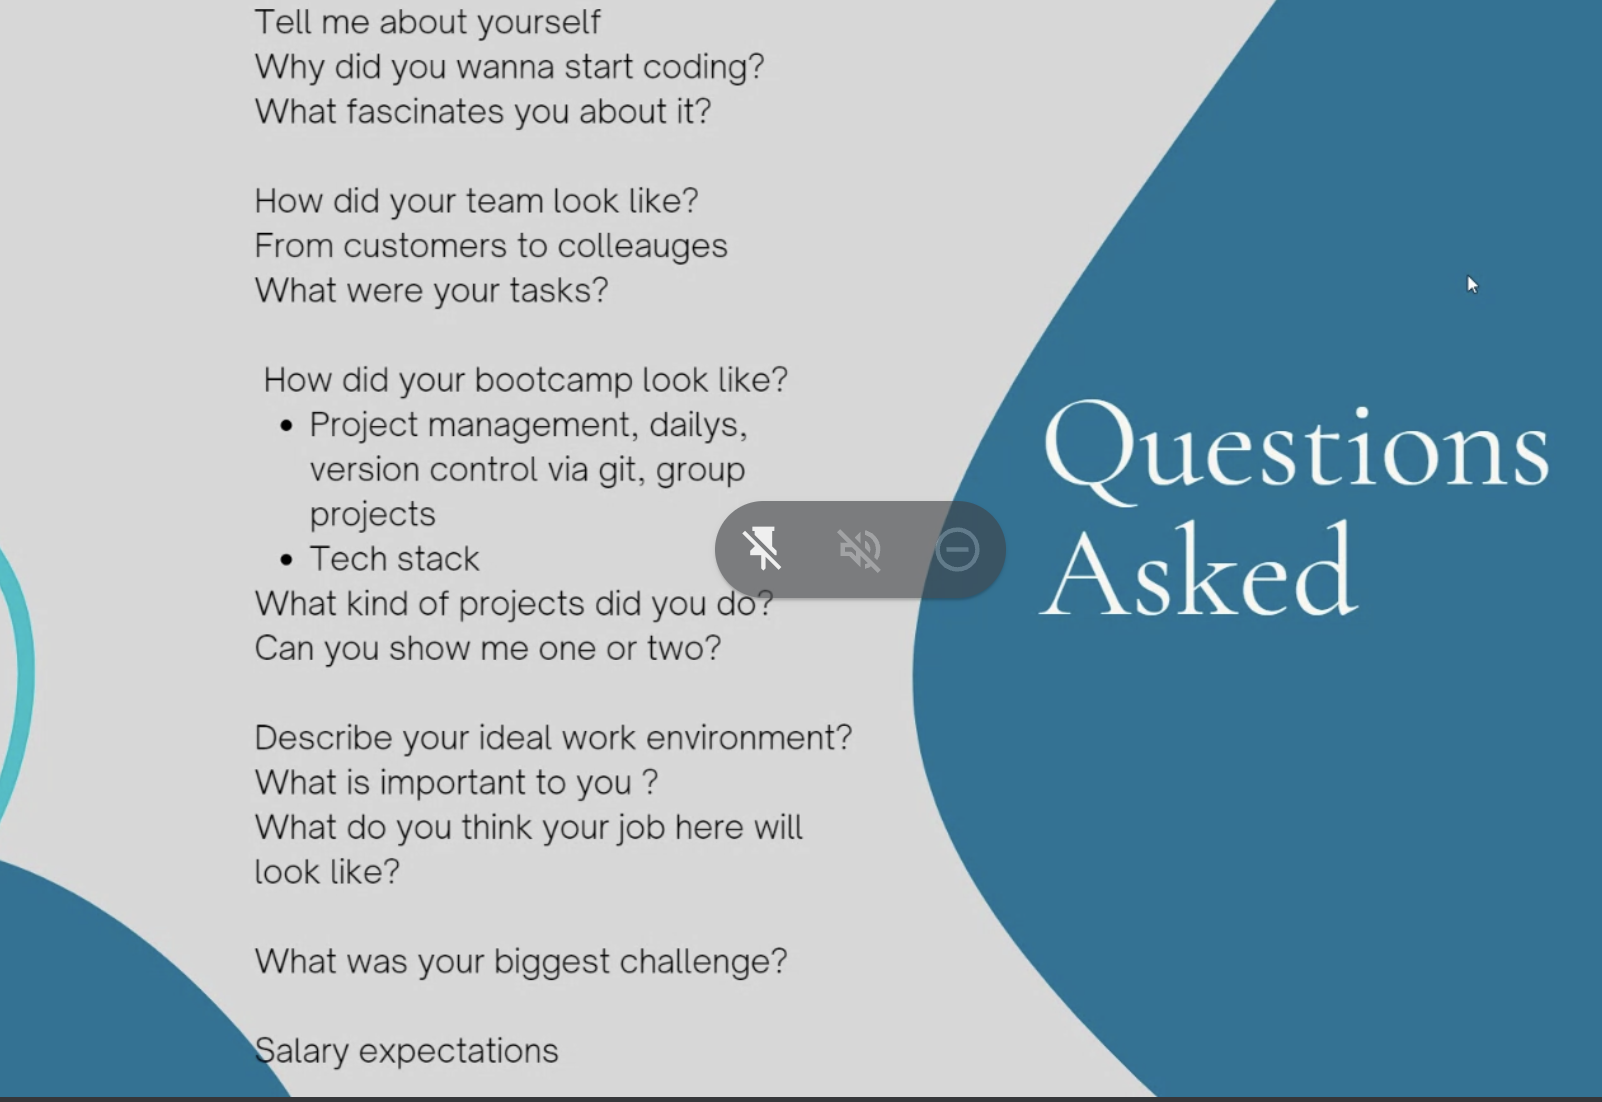 Tell me about yourself
Why did you wanna start coding?
What fascinates you about it?
How did your team look like?
From customers to colleauges
What were your tasks?
How did your bootcamp look like?
• Project management, dailys,
version control via git, group
projects
• Tech stack
What kind of projects did you do?
Can you show me one or two?
Describe your ideal work environment?
What is important to you ?
What do you think your job here will
look like?
What was your biggest challenge?
Salary expectations
Questions
Asked